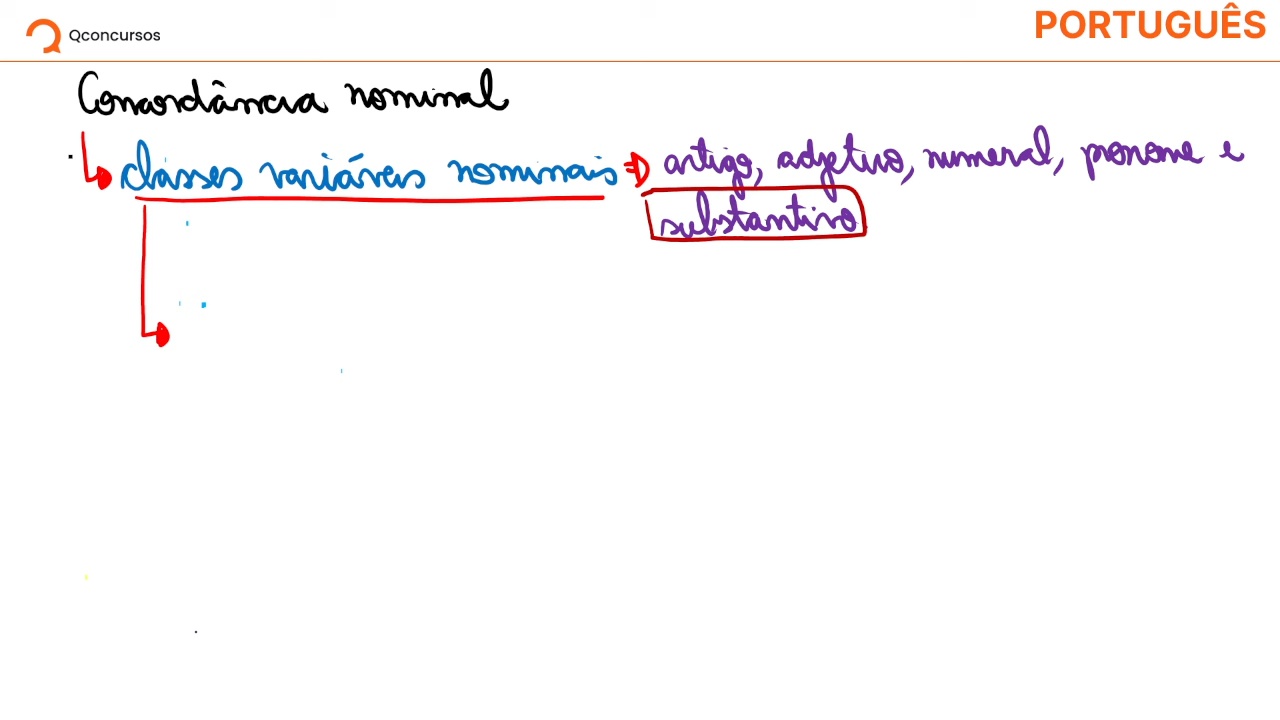 Qconcursos
PORTUGUÊS
Concordância nominal
classes variáveis nominais => artigo, adjetivo, numeral, pronome e
substantivo